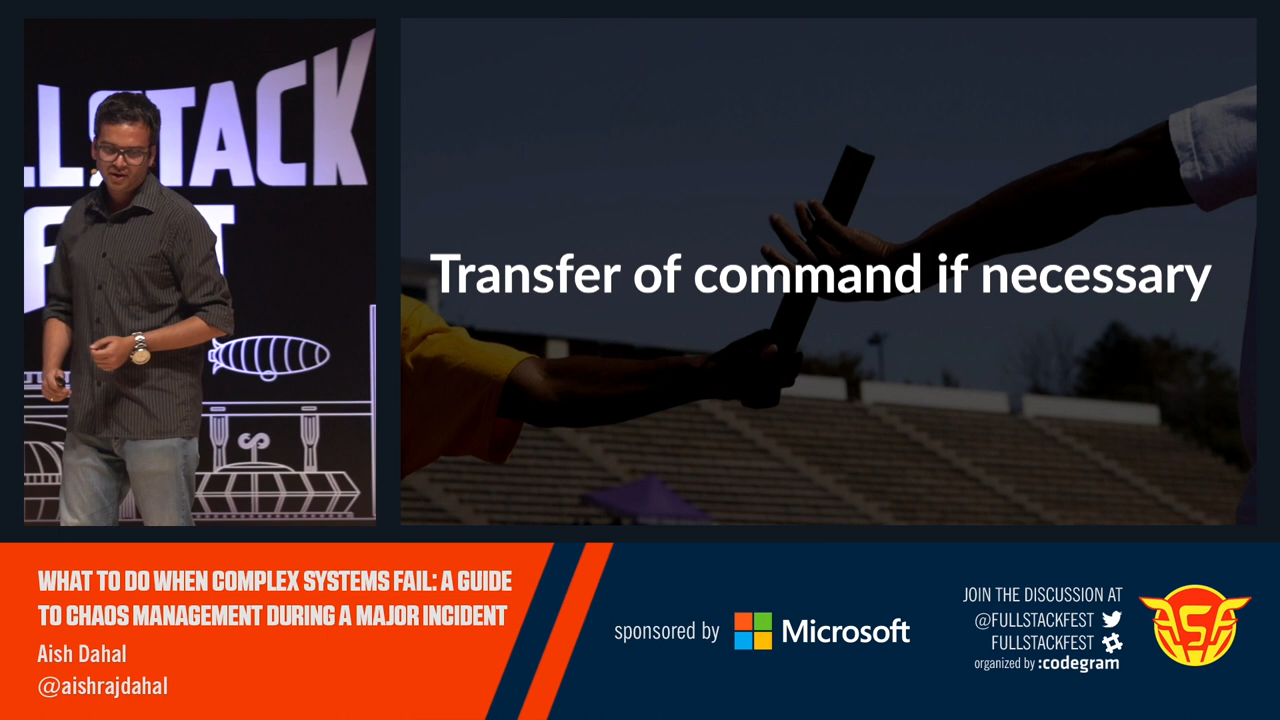 LLSTACK
Transfer of command if necessary
WHAT TO DO WHEN COMPLEX SYSTEMS FAIL: A GUIDE
TO CHAOS MANAGEMENT DURING A MAJOR INCIDENT
Aish Dahal
@aishrajdahal
sponsored by Microsoft
JOIN THE DISCUSSION AT
@FULLSTACKFEST
FULLSTACKFEST
organized by :codegram
FSF